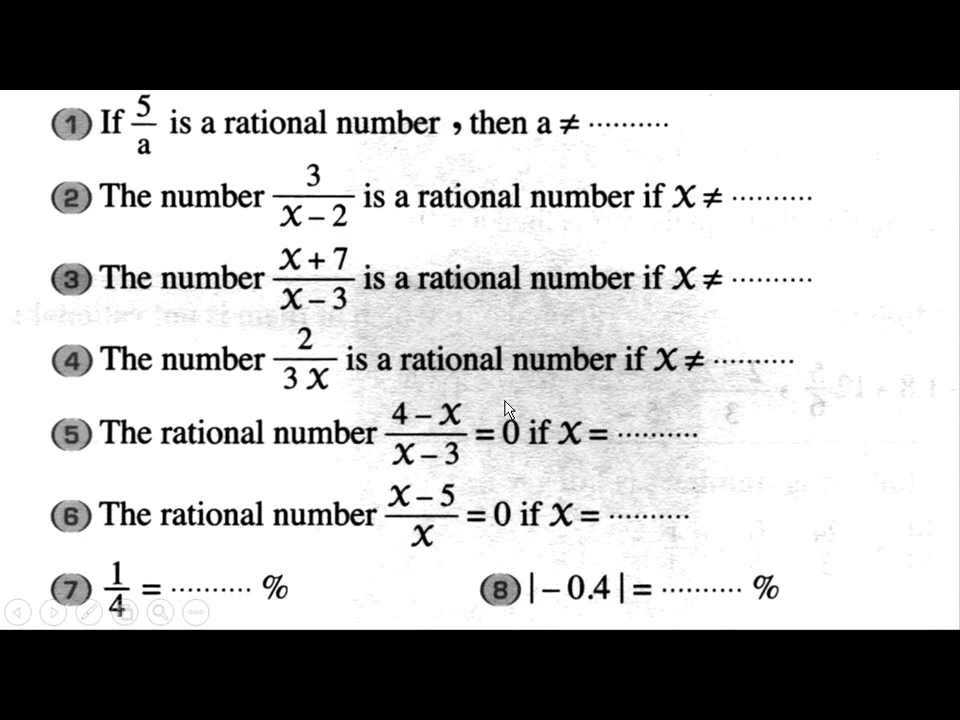 1 If 5/a is a rational number , then a ≠ ..........
2 The number 3/(x – 2) is a rational number if x ≠ ..........
3 The number (x + 7)/(x – 3) is a rational number if x ≠ ..........
4 The number 2/(3 x) is a rational number if x ≠ ..........
5 The rational number (4 – x)/(x – 3) = 0 if x = ..........
6 The rational number (x – 5)/x = 0 if x = ..........
7 1/4 = .......... %
8 | – 0.4 | = .......... %